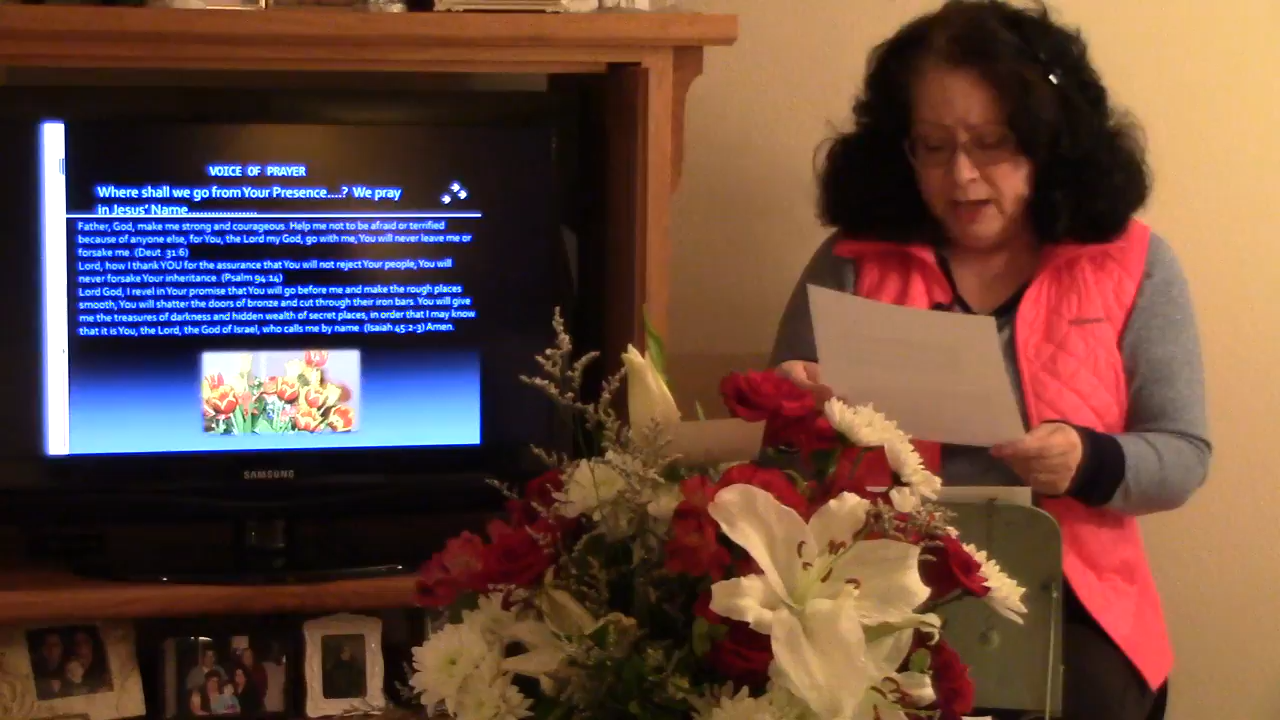 VOICE OF PRAYER
Where shall we go from Your Presence....? We pray
in Jesus' Name..................
Father, God, make me strong and courageous. Help me not to be afraid or terrified
because of anyone else, for You, the Lord my God, go with me, You will never leave me or
forsake me. (Deut. 31:6)
Lord, how I thank YOU for the assurance that You will not reject Your people, You will
never forsake Your inheritance. (Psalm 94:14)
Lord God, I revel in Your promise that You will go before me and make the rough places
smooth, You will shatter the doors of bronze and cut through their iron bars. You will give
me the treasures of darkness and hidden wealth of secret places, in order that I may know
that it is You, the Lord, the God of Israel, who calls me by name (Isaiah 45:2-3) Amen.
SAMSUNG